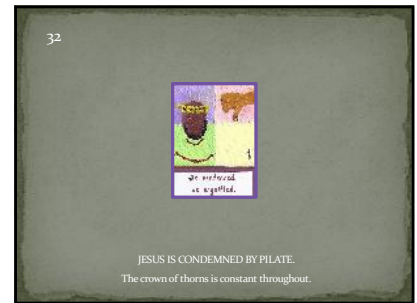 32
JESUS IS CONDEMNED BY PILATE.
The crown of thorns is constant throughout.